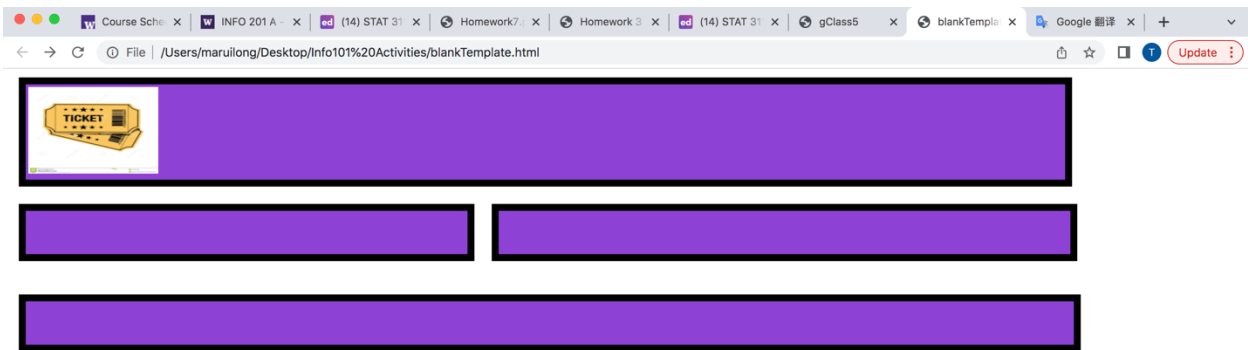 Course Sche
INFO 201 A -
(14) STAT 31
Homework7.
Homework 3
(14) STAT 31
gClass5
blankTempla
Google 翻译
File | /Users/maruilong/Desktop/Info101%20Activities/blankTemplate.html
T
Update
TICKET